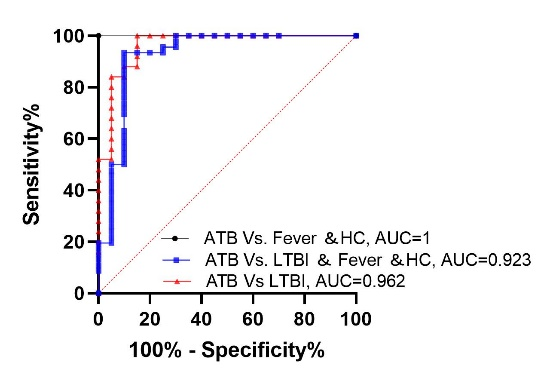 100
80
60
40
20
0
Sensitivity%
ATB Vs. Fever &HC, AUC=1
ATB Vs. LTBI & Fever &HC, AUC=0.923
ATB Vs LTBI, AUC=0.962
0 20 40 60 80 100
100% - Specificity%